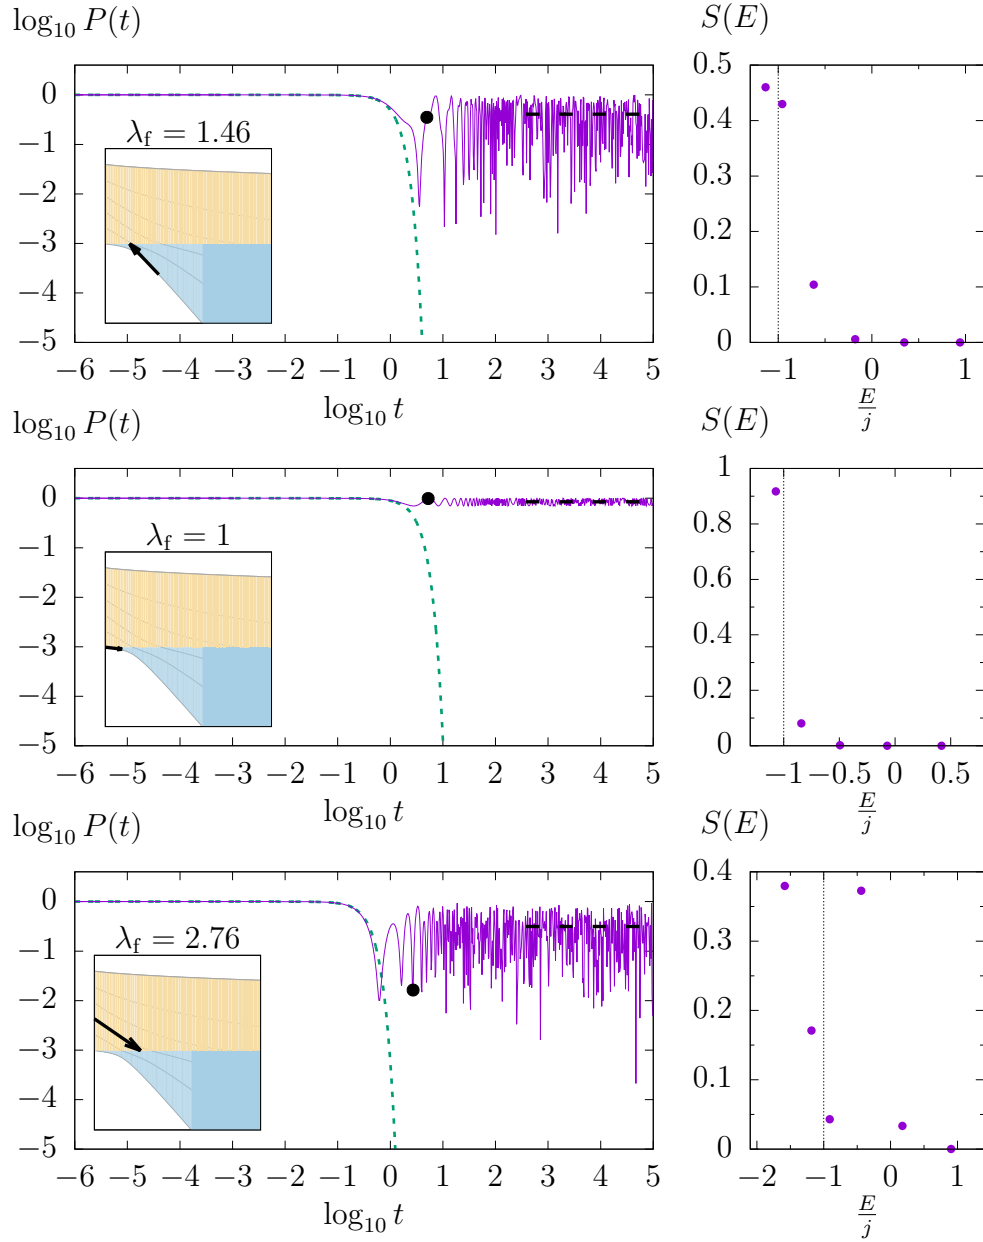 log₁₀ P(t)
S(E)
0
−1
−2
−3
−4
−5
λf = 1.46
−6 −5 −4 −3 −2 −1 0 1 2 3 4 5
log₁₀ t
0.5
0.4
0.3
0.2
0.1
0
−1 0 1
E/j
log₁₀ P(t)
S(E)
0
−1
−2
−3
−4
−5
λf = 1
−6 −5 −4 −3 −2 −1 0 1 2 3 4 5
log₁₀ t
1
0.8
0.6
0.4
0.2
0
−1 −0.5 0 0.5
E/j
log₁₀ P(t)
S(E)
0
−1
−2
−3
−4
−5
λf = 2.76
−6 −5 −4 −3 −2 −1 0 1 2 3 4 5
log₁₀ t
0.4
0.3
0.2
0.1
0
−2 −1 0 1
E/j